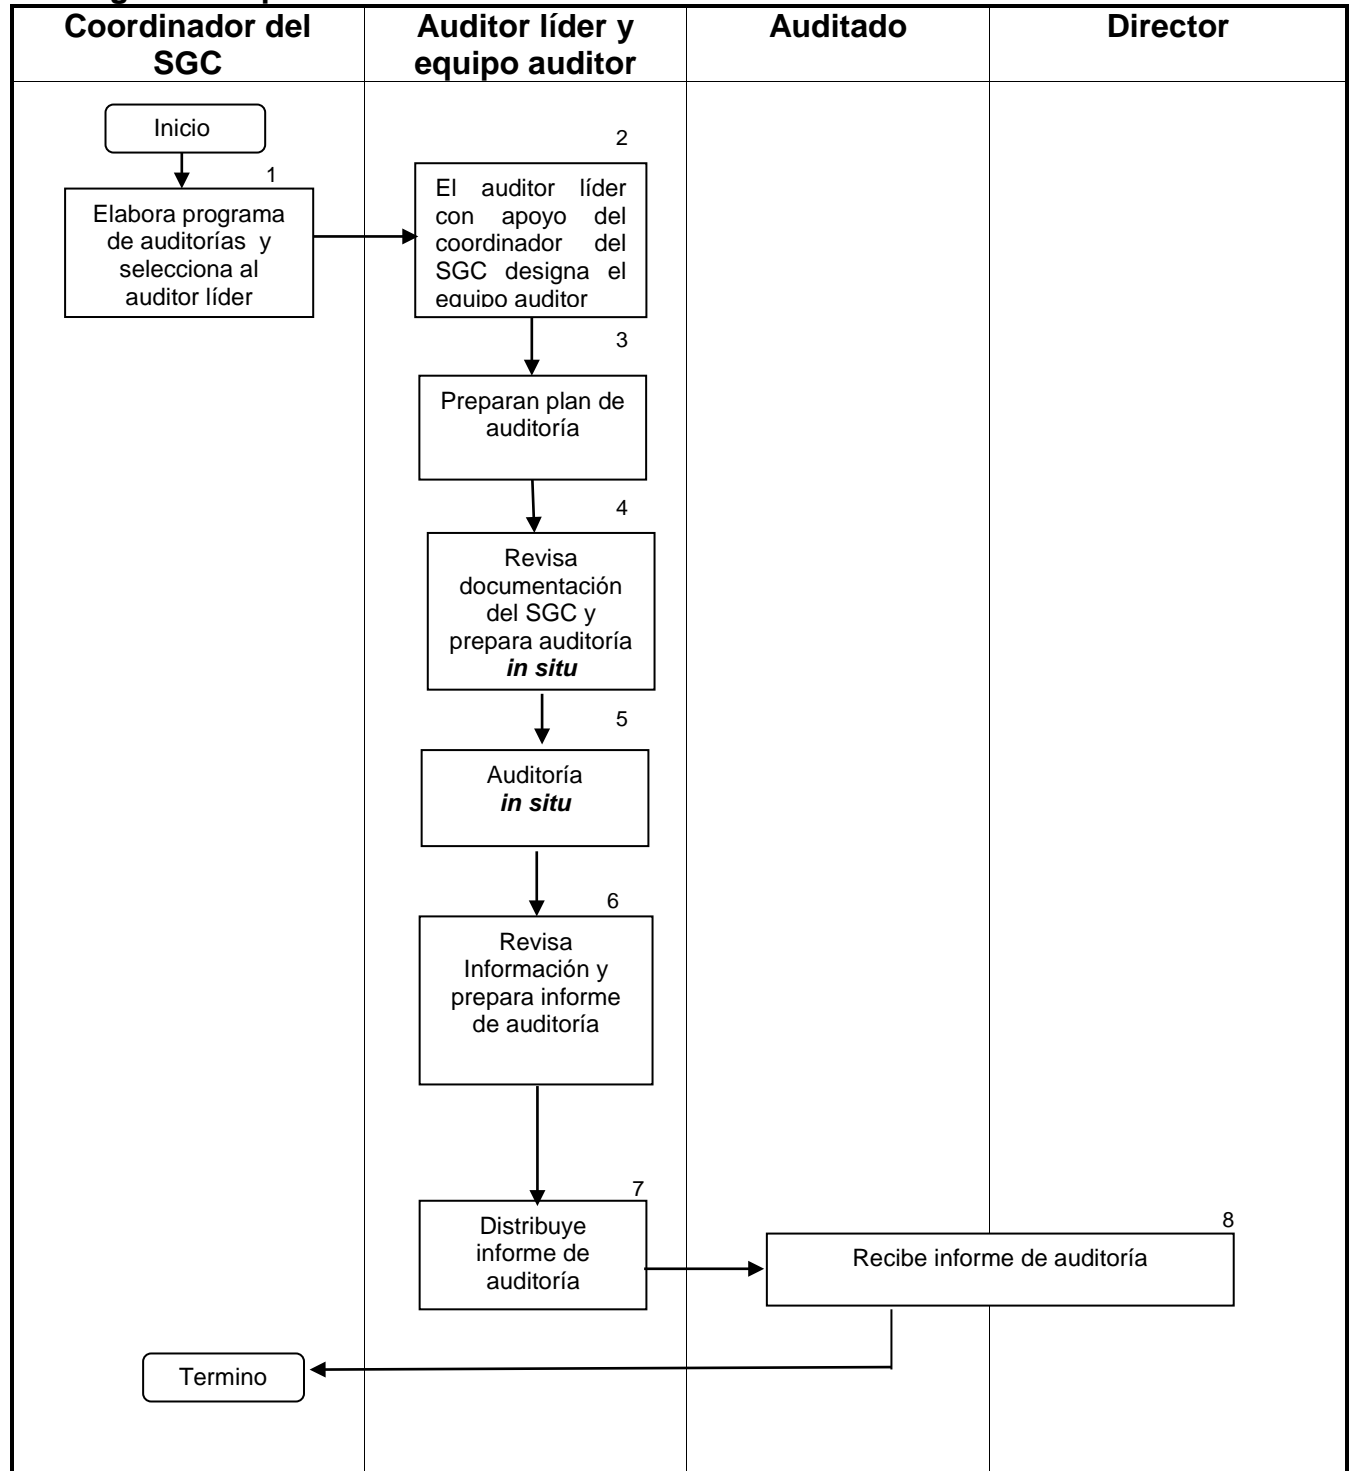 Coordinador del
SGC
Auditor líder y
equipo auditor
Auditado
Director
Inicio
1
Elabora programa
de auditorías y
selecciona al
auditor líder
2
El auditor líder
con apoyo del
coordinador del
SGC designa el
equipo auditor
3
Preparan plan de
auditoría
4
Revisa
documentación
del SGC y
prepara auditoría
in situ
5
Auditoría
in situ
6
Revisa
Información y
prepara informe
de auditoría
7
Distribuye
informe de
auditoría
8
Recibe informe de auditoría
Termino